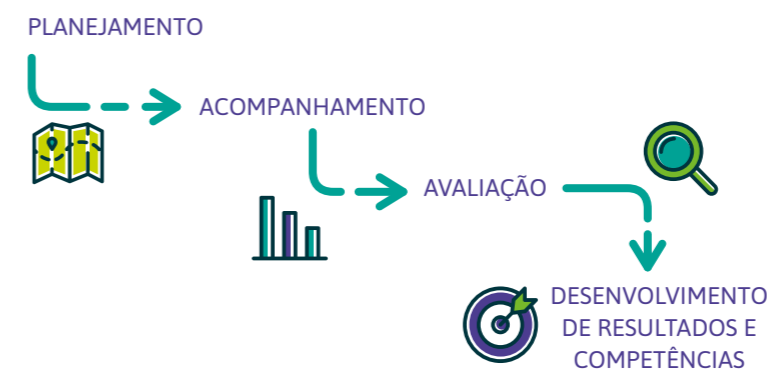 PLANEJAMENTO
ACOMPANHAMENTO
AVALIAÇÃO
DESENVOLVIMENTO
DE RESULTADOS E
COMPETÊNCIAS